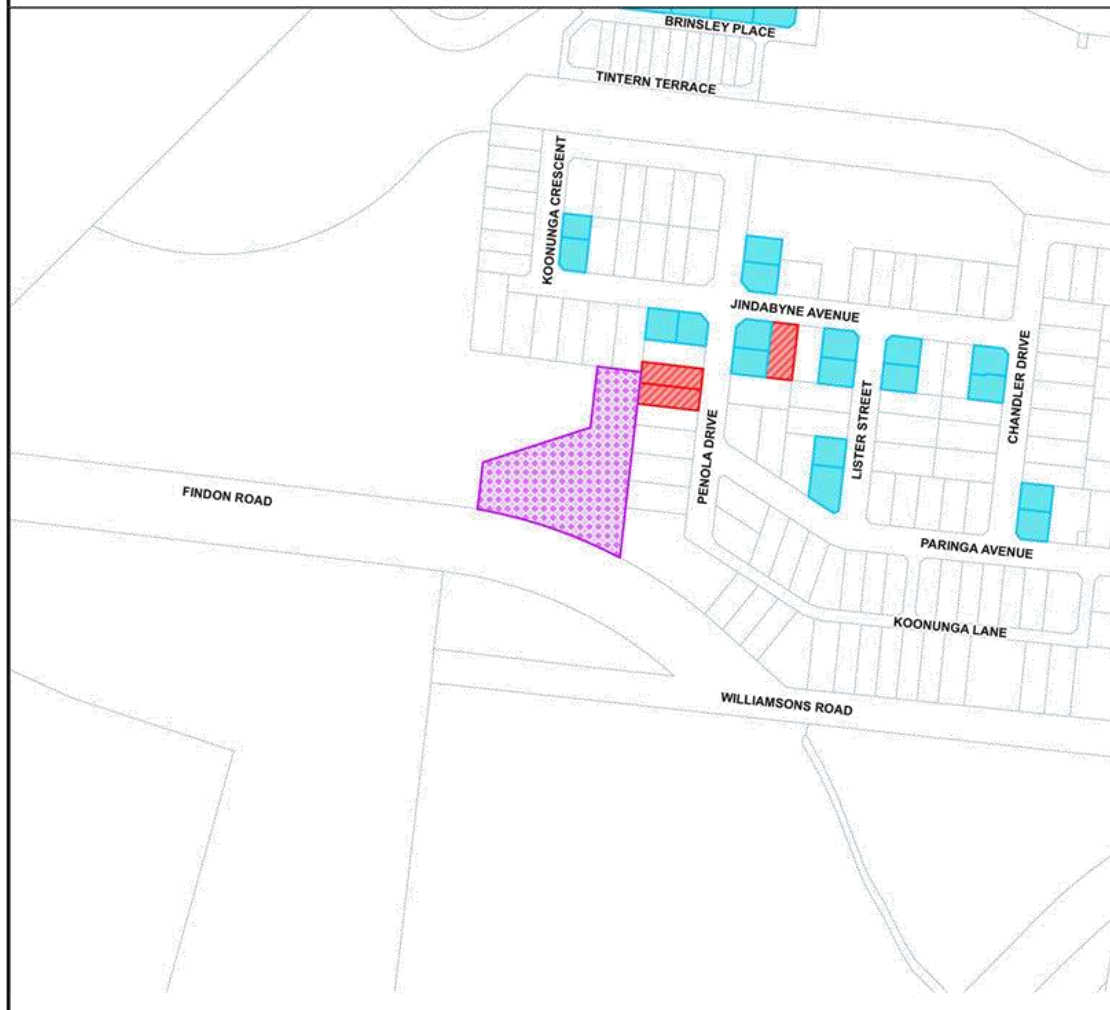 BRINSLEY PLACE
TINTERN TERRACE
KOONUNGA CRESCENT
JINDABYNE AVENUE
CHANDLER DRIVE
LISTER STREET
PENOLA DRIVE
FINDON ROAD
PARINGA AVENUE
KOONUNGA LANE
WILLIAMSONS ROAD